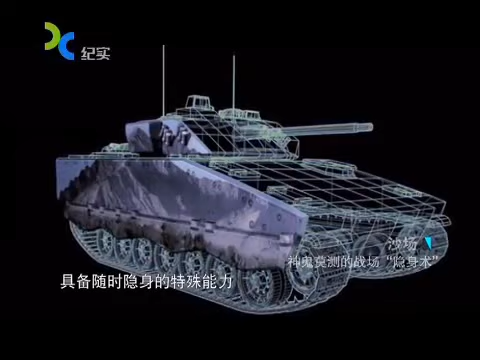 纪实
沙场
神鬼莫测的战场“隐身术”
具备随时隐身的特殊能力